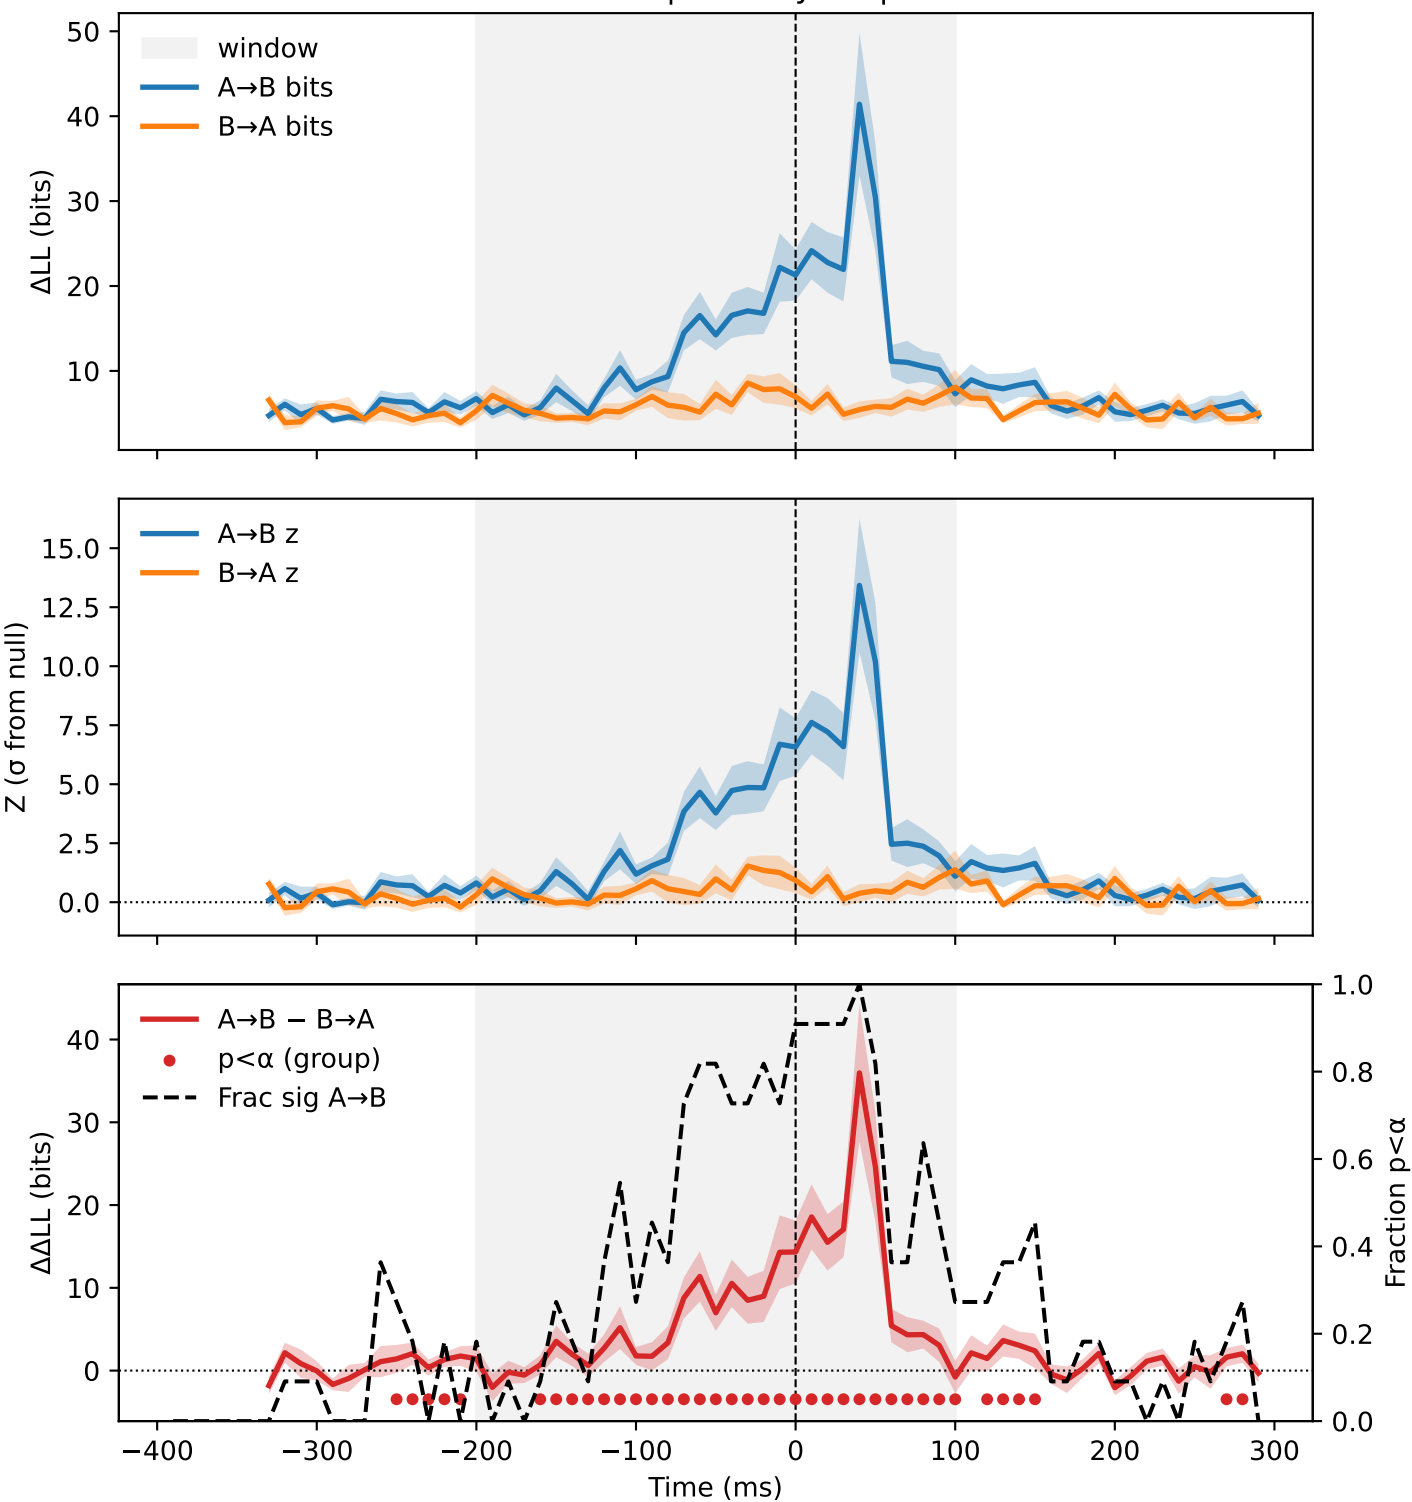 50
40
30
20
10
ΔLL (bits)
window
A→B bits
B→A bits
15.0
12.5
10.0
7.5
5.0
2.5
0.0
Z (σ from null)
A→B z
B→A z
40
30
20
10
0
ΔΔLL (bits)
A→B − B→A
p<α (group)
Frac sig A→B
1.0
0.8
0.6
0.4
0.2
0.0
Fraction p<α
−400 −300 −200 −100 0 100 200 300
Time (ms)